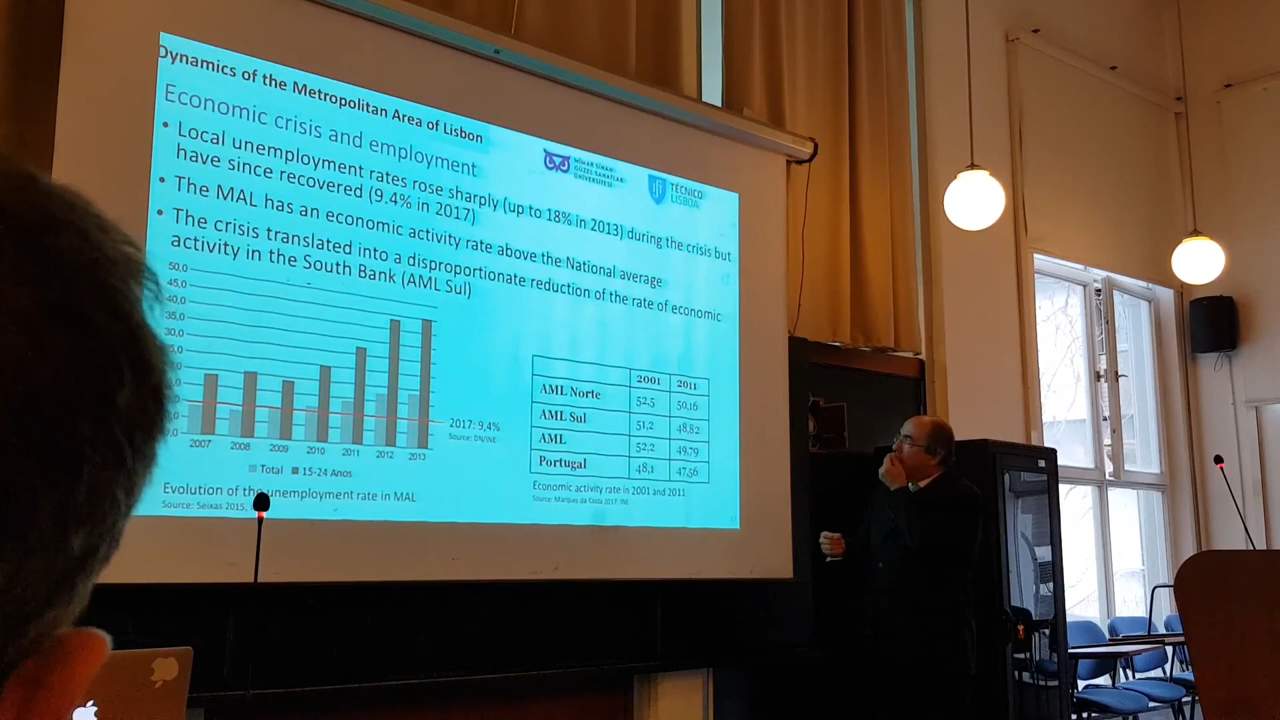 Dynamics of the Metropolitan Area of Lisbon
Economic crisis and employment
MİMAR SİNAN
GÜZEL SANATLAR
ÜNİVERSİTESİ
TÉCNICO
LISBOA
• Local unemployment rates rose sharply (up to 18% in 2013) during the crisis but
have since recovered (9.4% in 2017)
• The MAL has an economic activity rate above the National average
• The crisis translated into a disproportionate reduction of the rate of economic
activity in the South Bank (AML Sul)
50,0
45,0
40,0
35,0
30,0
2007 2008 2009 2010 2011 2012 2013
Total 15-24 Anos
2017: 9,4%
Source: DN/INE
Evolution of the unemployment rate in MAL
Source: Seixas 2015,
2001 2011
AML Norte 52,5 50,16
AML Sul 51,2 48,82
AML 52,2 49,79
Portugal 48,1 47,56
Economic activity rate in 2001 and 2011
Source: Marques da Costa 2017, INE